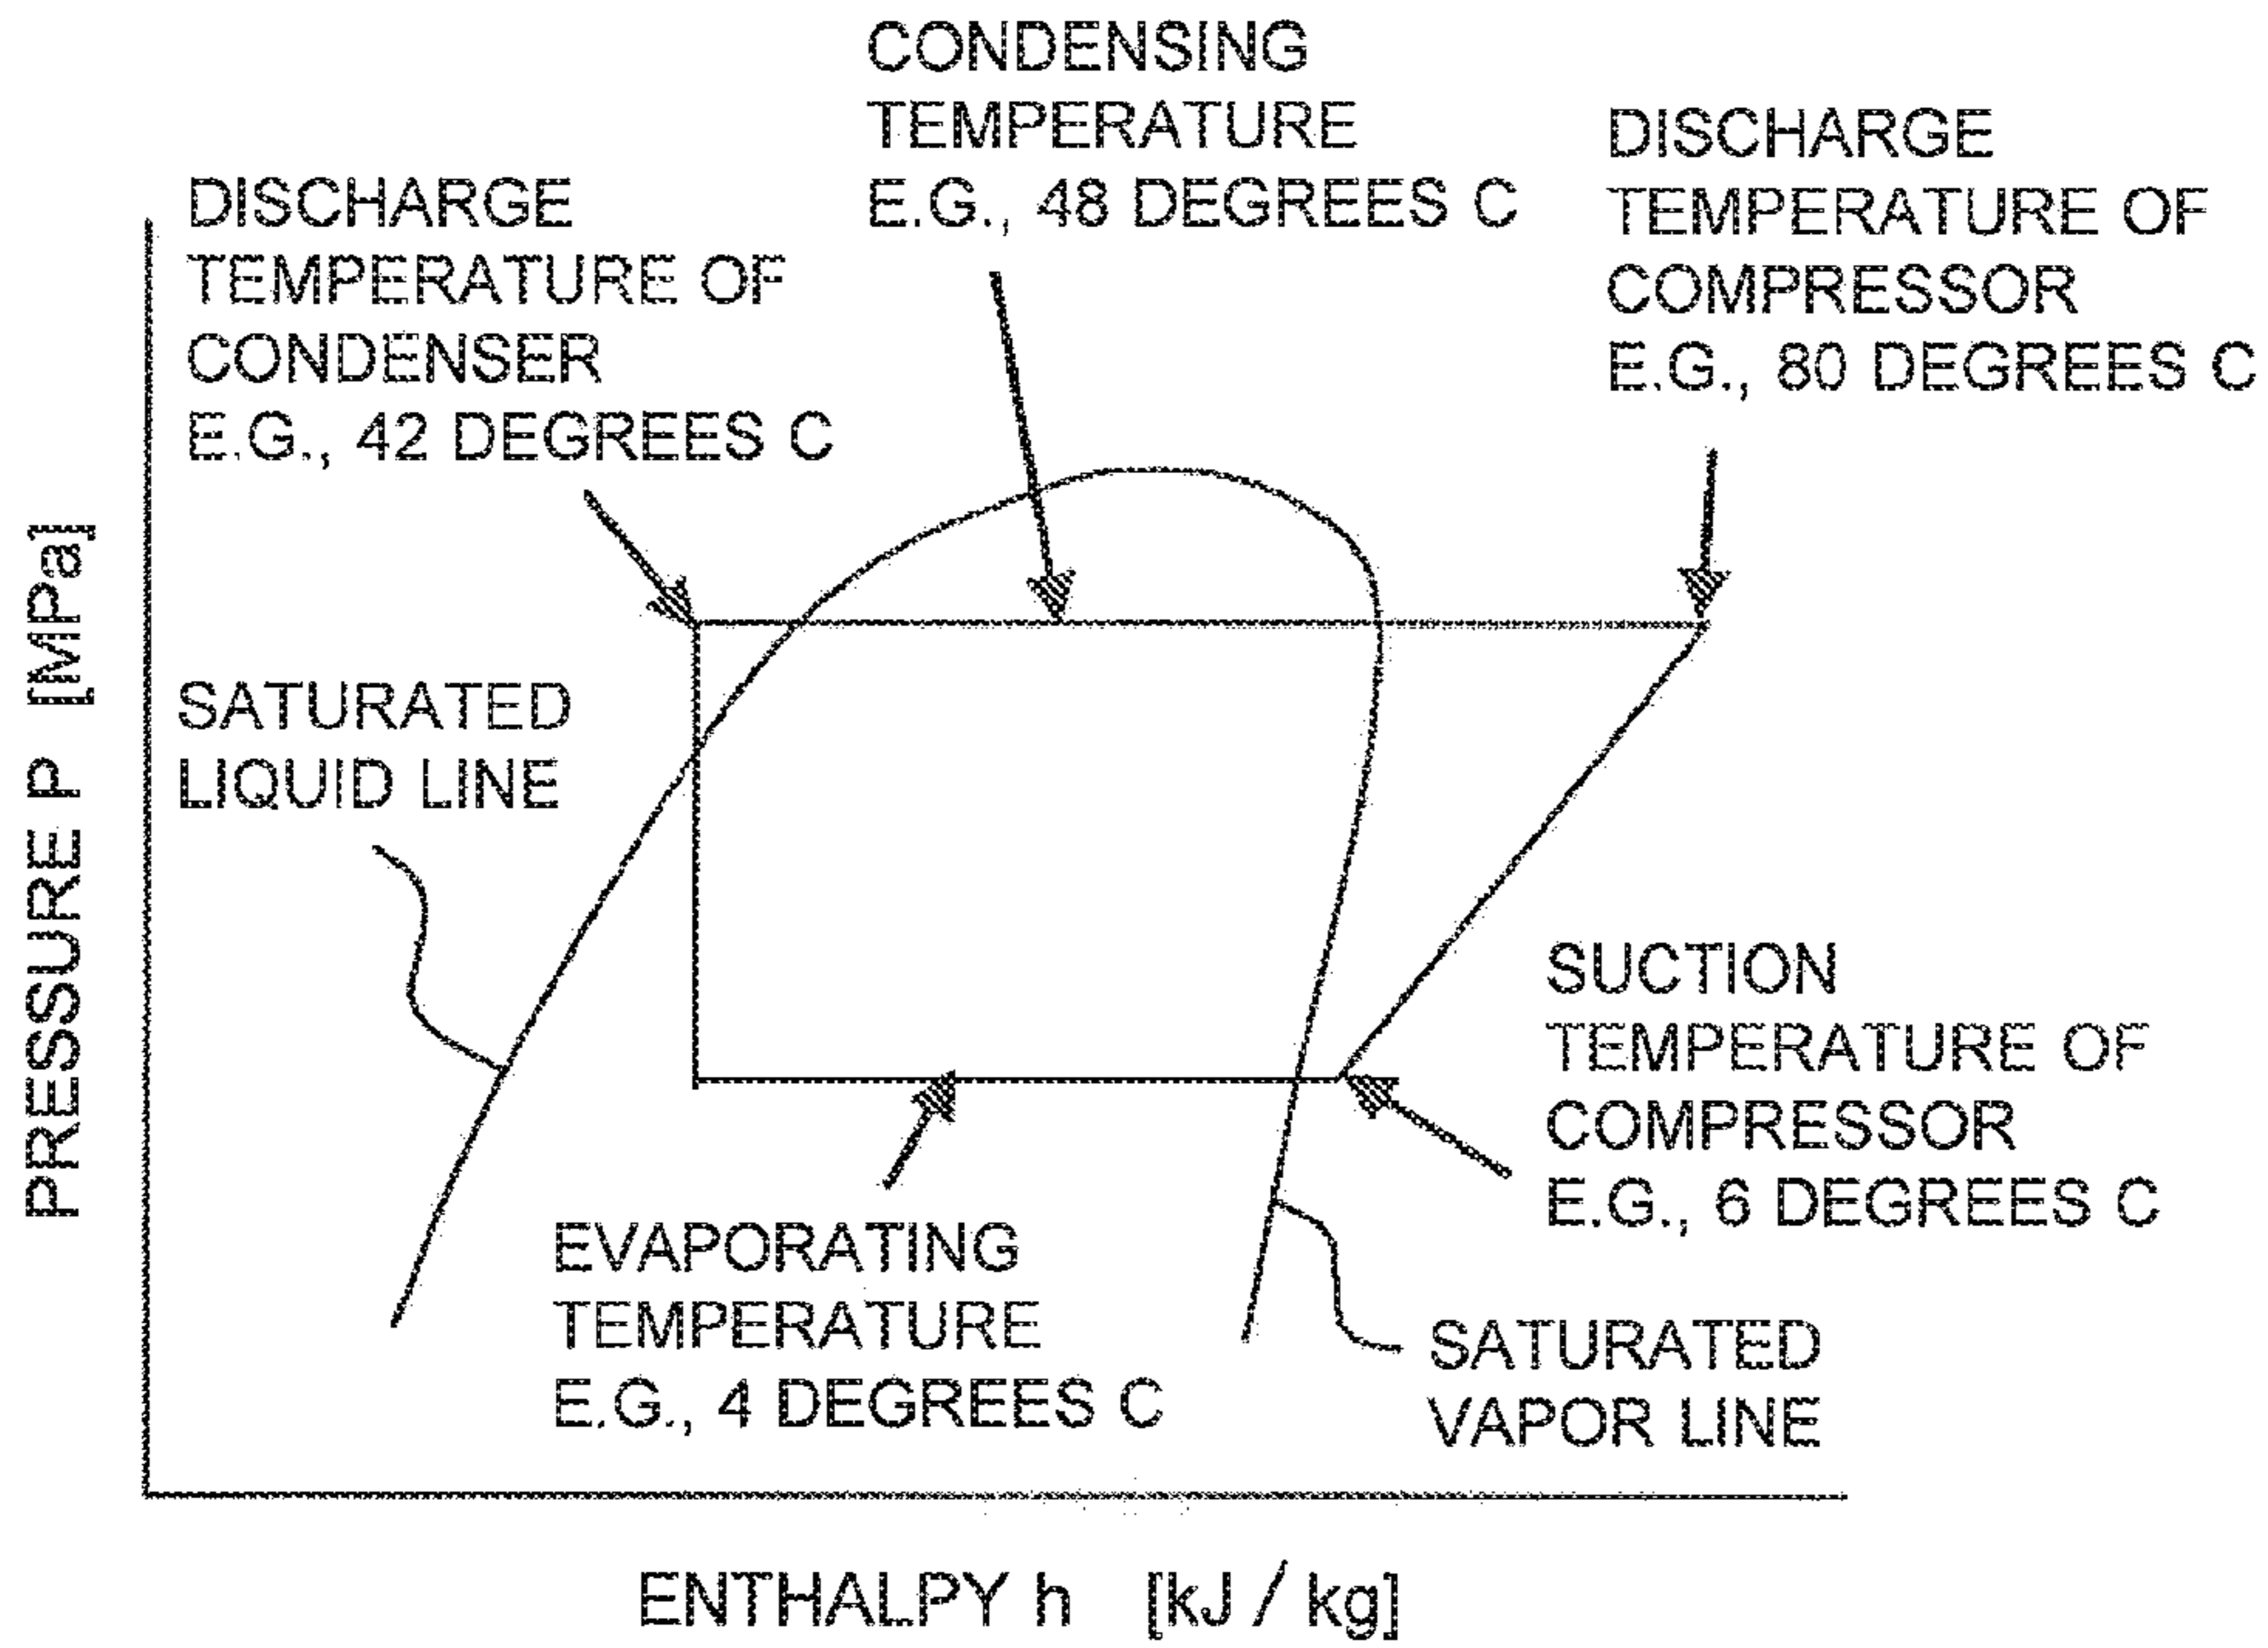 CONDENSING
TEMPERATURE
E.G., 48 DEGREES C
DISCHARGE
TEMPERATURE OF
COMPRESSOR
E.G., 80 DEGREES C
DISCHARGE
TEMPERATURE OF
CONDENSER
E.G., 42 DEGREES C
PRESSURE P [MPa]
SATURATED
LIQUID LINE
SUCTION
TEMPERATURE OF
COMPRESSOR
E.G., 6 DEGREES C
EVAPORATING
TEMPERATURE
E.G., 4 DEGREES C
SATURATED
VAPOR LINE
ENTHALPY h [kJ / kg]